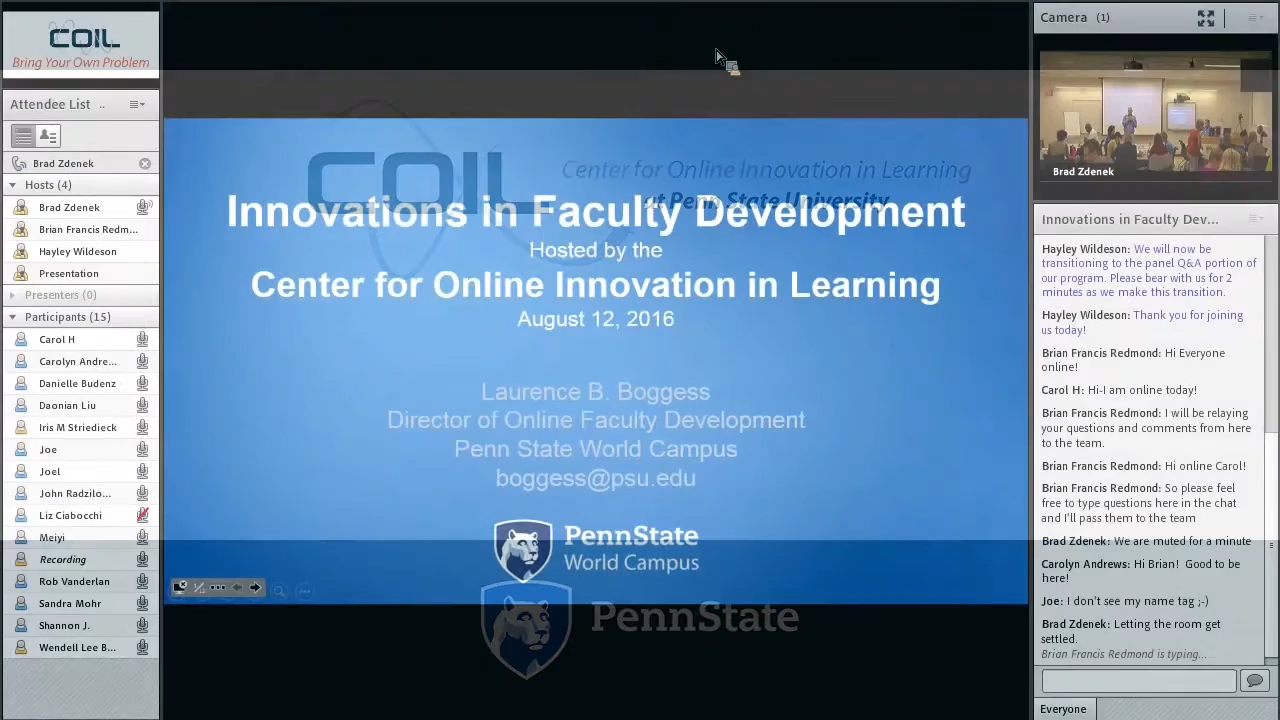 COIL
Bring Your Own Problem
Attendee List ..
Brad Zdenek
Hosts (4)
Brad Zdenek
Brian Francis Redm...
Hayley Wildeson
Presentation
Presenters (0)
Participants (15)
Carol H
Carolyn Andre...
Danielle Budenz
Daonian Liu
Iris M Striedieck
Joe
Joel
John Radzilo...
Liz Ciabocchi
Meiyi
Recording
Rob Vanderlan
Sandra Mohr
Shannon J.
Wendell Lee B...
COIL
Center for Online Innovation in Learning
at Penn State University
Innovations in Faculty Development
Hosted by the
Center for Online Innovation in Learning
August 12, 2016
Laurence B. Boggess
Director of Online Faculty Development
Penn State World Campus
boggess@psu.edu
PennState
World Campus
PennState
Camera (1)
Brad Zdenek
Innovations in Faculty Dev...
Hayley Wildeson: We will now be
transitioning to the panel Q&A portion of
our program. Please bear with us for 2
minutes as we make this transition.
Hayley Wildeson: Thank you for joining
us today!
Brian Francis Redmond: Hi Everyone
online!
Carol H: Hi-I am online today!
Brian Francis Redmond: I will be relaying
your questions and comments from here
to the team.
Brian Francis Redmond: Hi online Carol!
Brian Francis Redmond: So please feel
free to type questions here in the chat
and I'll pass them to the team
Brad Zdenek: We are muted for a minute
Carolyn Andrews: Hi Brian! Good to be
here!
Joe: I don't see my name tag ;-)
Brad Zdenek: Letting the room get
settled.
Brian Francis Redmond is typing...
Everyone